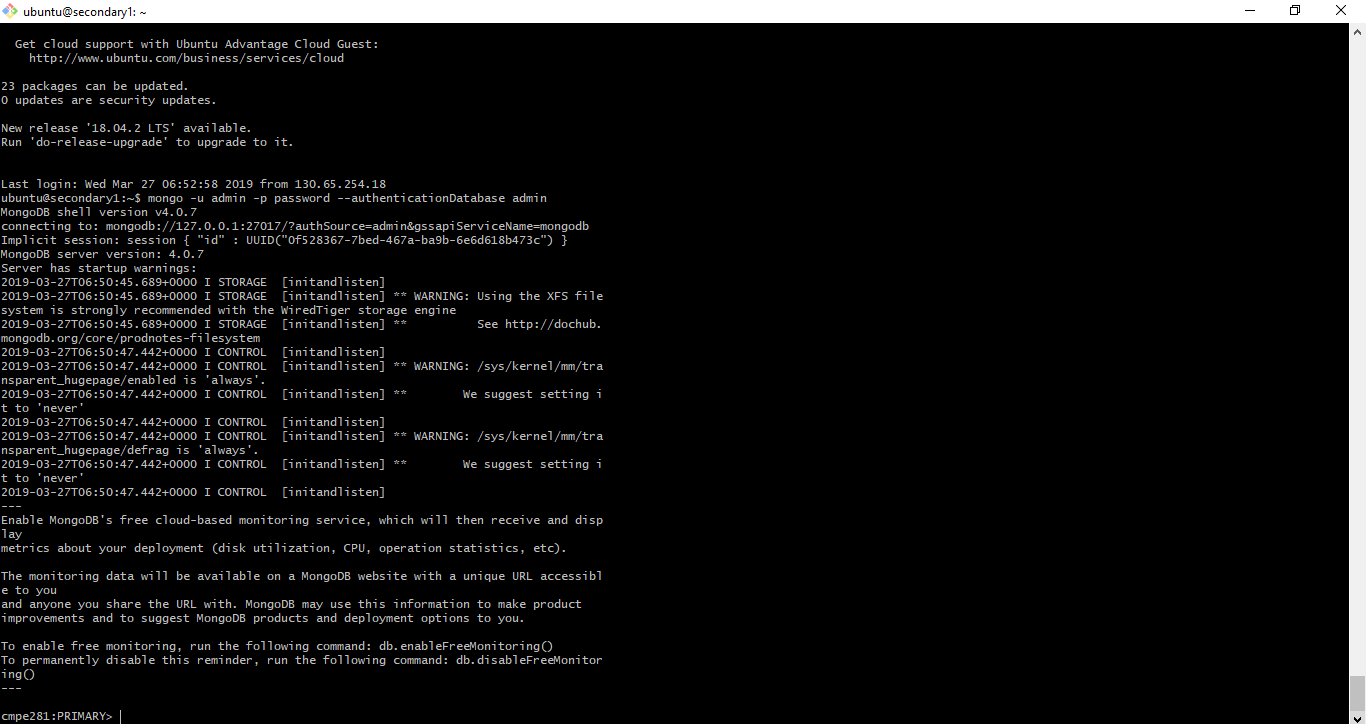 ubuntu@secondary1: ~
Get cloud support with Ubuntu Advantage Cloud Guest:
http://www.ubuntu.com/business/services/cloud
23 packages can be updated.
0 updates are security updates.
New release '18.04.2 LTS' available.
Run 'do-release-upgrade' to upgrade to it.
Last login: Wed Mar 27 06:52:58 2019 from 130.65.254.18
ubuntu@secondary1:~$ mongo -u admin -p password --authenticationDatabase admin
MongoDB shell version v4.0.7
connecting to: mongodb://127.0.0.1:27017/?authSource=admin&gssapiServiceName=mongodb
Implicit session: session { "id" : UUID("0f528367-7bed-467a-ba9b-6e6d618b473c") }
MongoDB server version: 4.0.7
Server has startup warnings:
2019-03-27T06:50:45.689+0000 I STORAGE  [initandlisten]
2019-03-27T06:50:45.689+0000 I STORAGE  [initandlisten] ** WARNING: Using the XFS file
system is strongly recommended with the WiredTiger storage engine
2019-03-27T06:50:45.689+0000 I STORAGE  [initandlisten] **          See http://dochub.
mongodb.org/core/prodnotes-filesystem
2019-03-27T06:50:47.442+0000 I CONTROL  [initandlisten]
2019-03-27T06:50:47.442+0000 I CONTROL  [initandlisten] ** WARNING: /sys/kernel/mm/tra
nsparent_hugepage/enabled is 'always'.
2019-03-27T06:50:47.442+0000 I CONTROL  [initandlisten] **        We suggest setting i
t to 'never'
2019-03-27T06:50:47.442+0000 I CONTROL  [initandlisten]
2019-03-27T06:50:47.442+0000 I CONTROL  [initandlisten] ** WARNING: /sys/kernel/mm/tra
nsparent_hugepage/defrag is 'always'.
2019-03-27T06:50:47.442+0000 I CONTROL  [initandlisten] **        We suggest setting i
t to 'never'
2019-03-27T06:50:47.442+0000 I CONTROL  [initandlisten]
---
Enable MongoDB's free cloud-based monitoring service, which will then receive and disp
lay
metrics about your deployment (disk utilization, CPU, operation statistics, etc).
The monitoring data will be available on a MongoDB website with a unique URL accessibl
e to you
and anyone you share the URL with. MongoDB may use this information to make product
improvements and to suggest MongoDB products and deployment options to you.
To enable free monitoring, run the following command: db.enableFreeMonitoring()
To permanently disable this reminder, run the following command: db.disableFreeMonitor
ing()
---
cmpe281:PRIMARY>